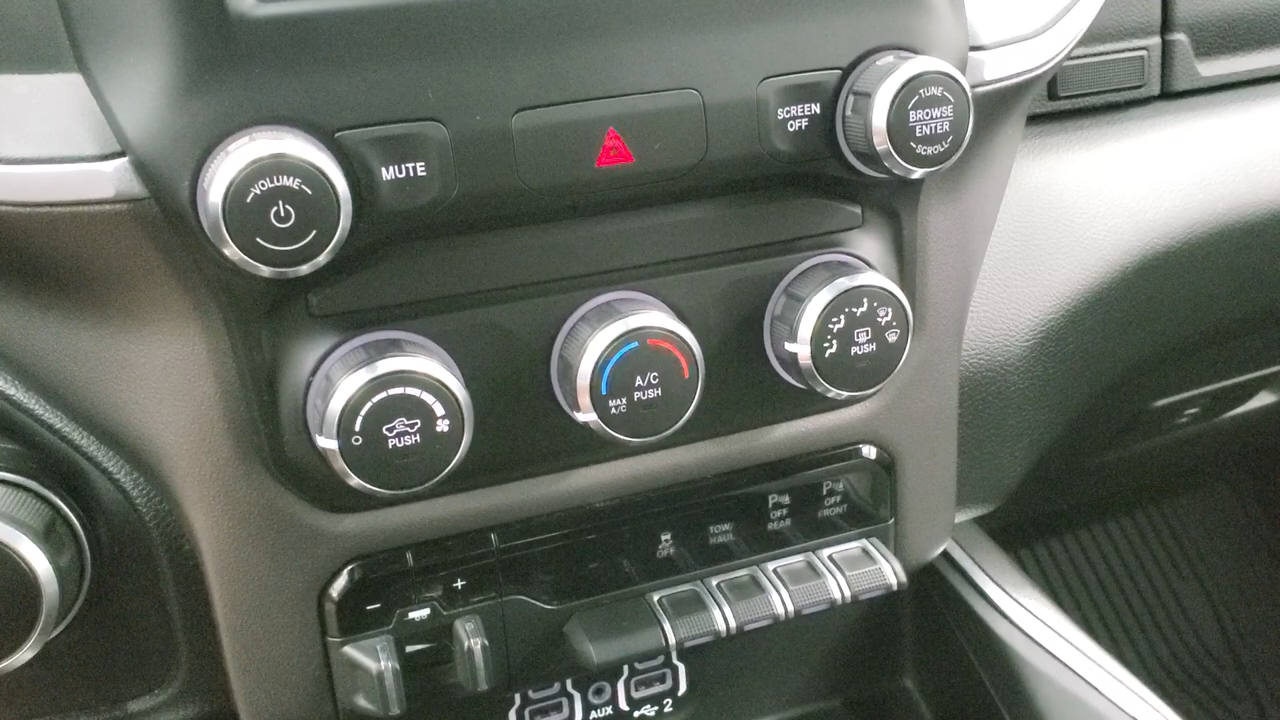 VOLUME
MUTE
SCREEN
OFF
TUNE
BROWSE
ENTER
SCROLL
PUSH
A/C
PUSH
MAX
A/C
PUSH
OFF
TOW/
HAUL
P
OFF
REAR
P
OFF
FRONT
-
+
AUX
2